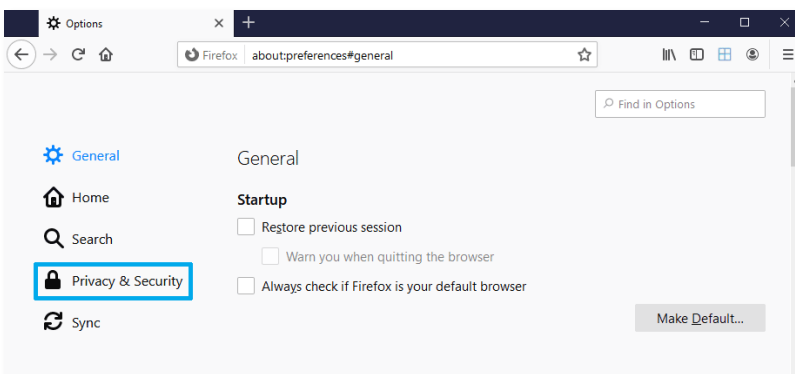 Options
Firefox about:preferences#general
Find in Options
General
Home
Search
Privacy & Security
Sync
General
Startup
Restore previous session
Warn you when quitting the browser
Always check if Firefox is your default browser
Make Default...